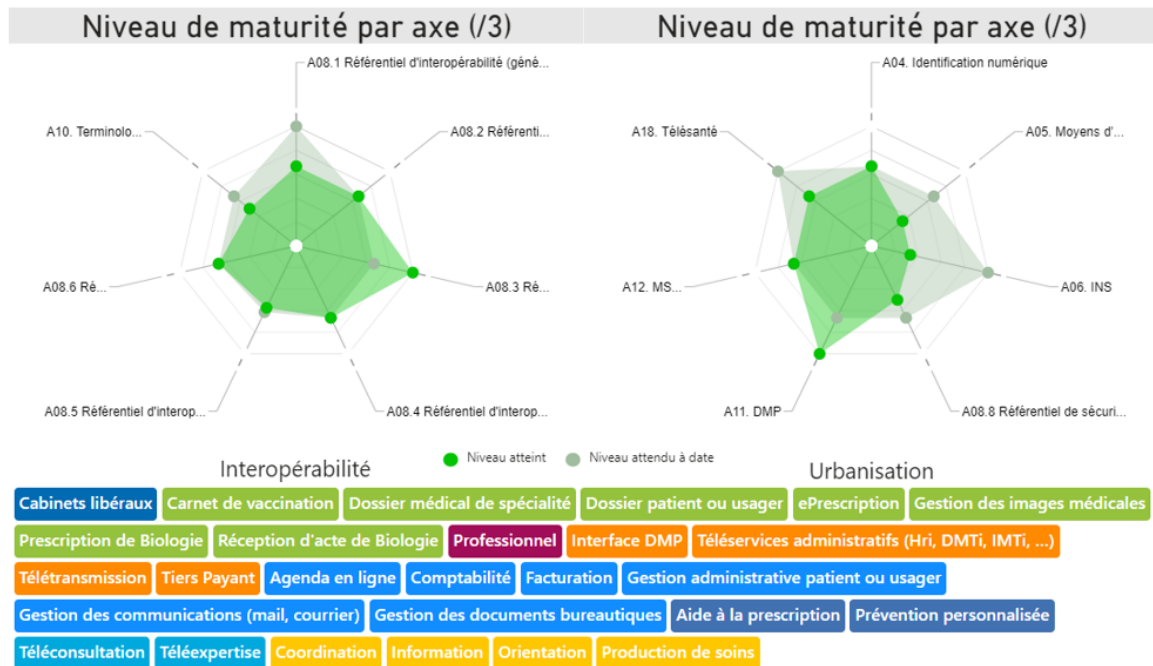 Niveau de maturité par axe (/3)
Niveau de maturité par axe (/3)
A08.1 Référentiel d'interopérabilité (géné...
A10. Terminolo...
A08.2 Référenti...
A08.6 Ré...
A08.3 Ré...
A08.5 Référentiel d'interop...
A08.4 Référentiel d'interop...
A04. Identification numérique
A18. Télésanté
A05. Moyens d'...
A12. MS...
A06. INS
A11. DMP
A08.8 Référentiel de sécuri...
Interopérabilité
Niveau atteint
Niveau attendu à date
Urbanisation
Cabinets libéraux Carnet de vaccination Dossier médical de spécialité Dossier patient ou usager ePrescription Gestion des images médicales
Prescription de Biologie Réception d'acte de Biologie Professionnel Interface DMP Téléservices administratifs (Hri, DMTi, IMTi, ...)
Télétransmission Tiers Payant Agenda en ligne Comptabilité Facturation Gestion administrative patient ou usager
Gestion des communications (mail, courrier) Gestion des documents bureautiques Aide à la prescription Prévention personnalisée
Téléconsultation Téléexpertise Coordination Information Orientation Production de soins